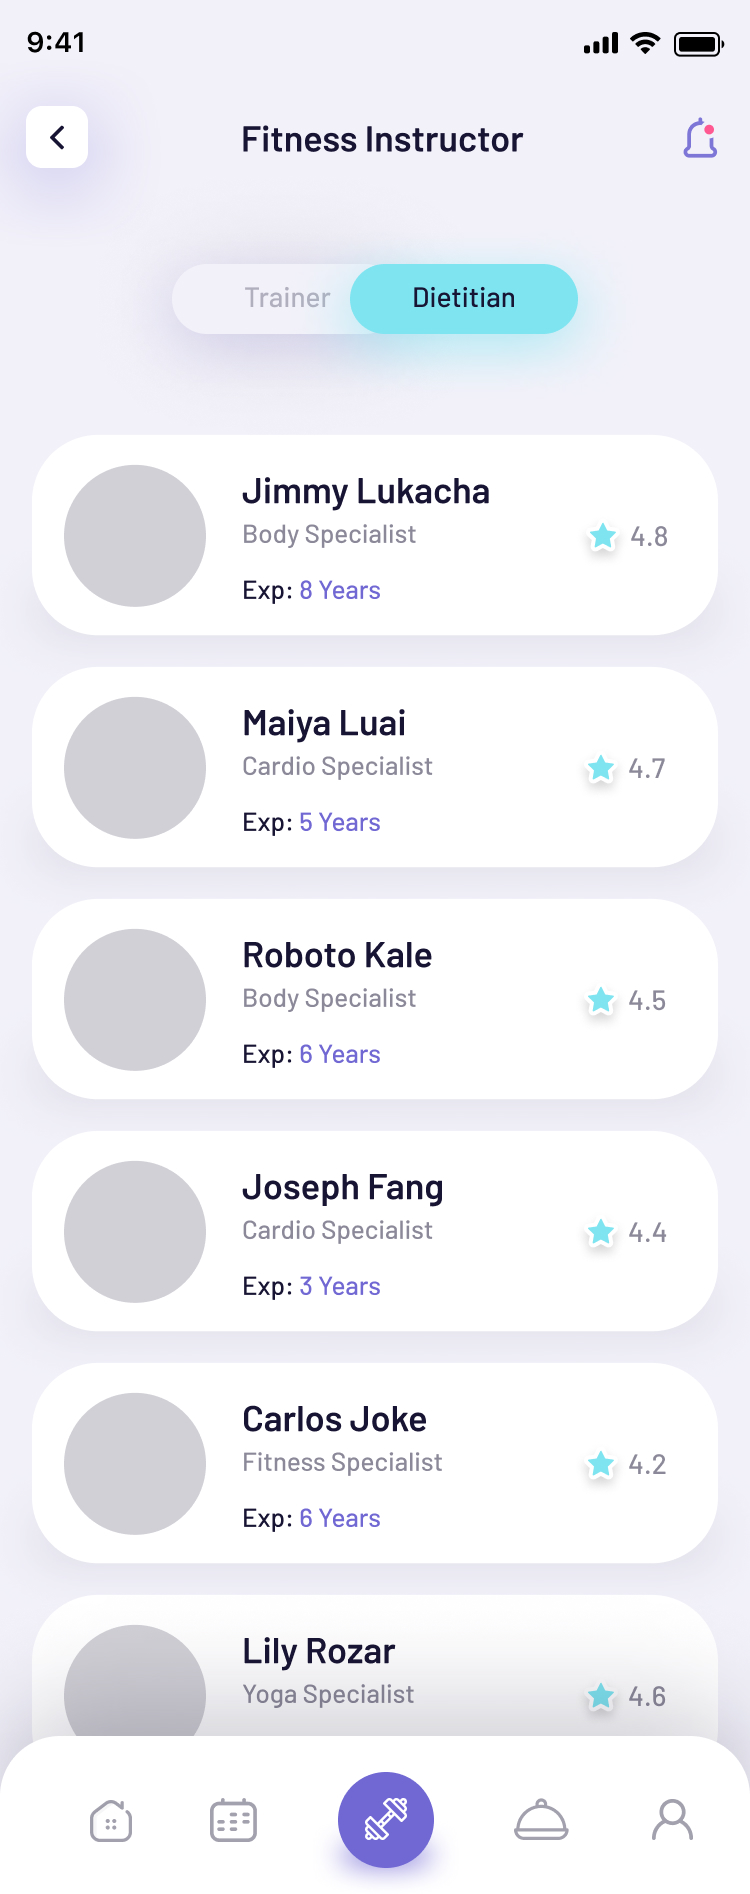 9:41
Fitness Instructor
Trainer
Dietitian
Jimmy Lukacha
Body Specialist
4.8
Exp: 8 Years
Maiya Luai
Cardio Specialist
4.7
Exp: 5 Years
Roboto Kale
Body Specialist
4.5
Exp: 6 Years
Joseph Fang
Cardio Specialist
4.4
Exp: 3 Years
Carlos Joke
Fitness Specialist
4.2
Exp: 6 Years
Lily Rozar
Yoga Specialist
4.6